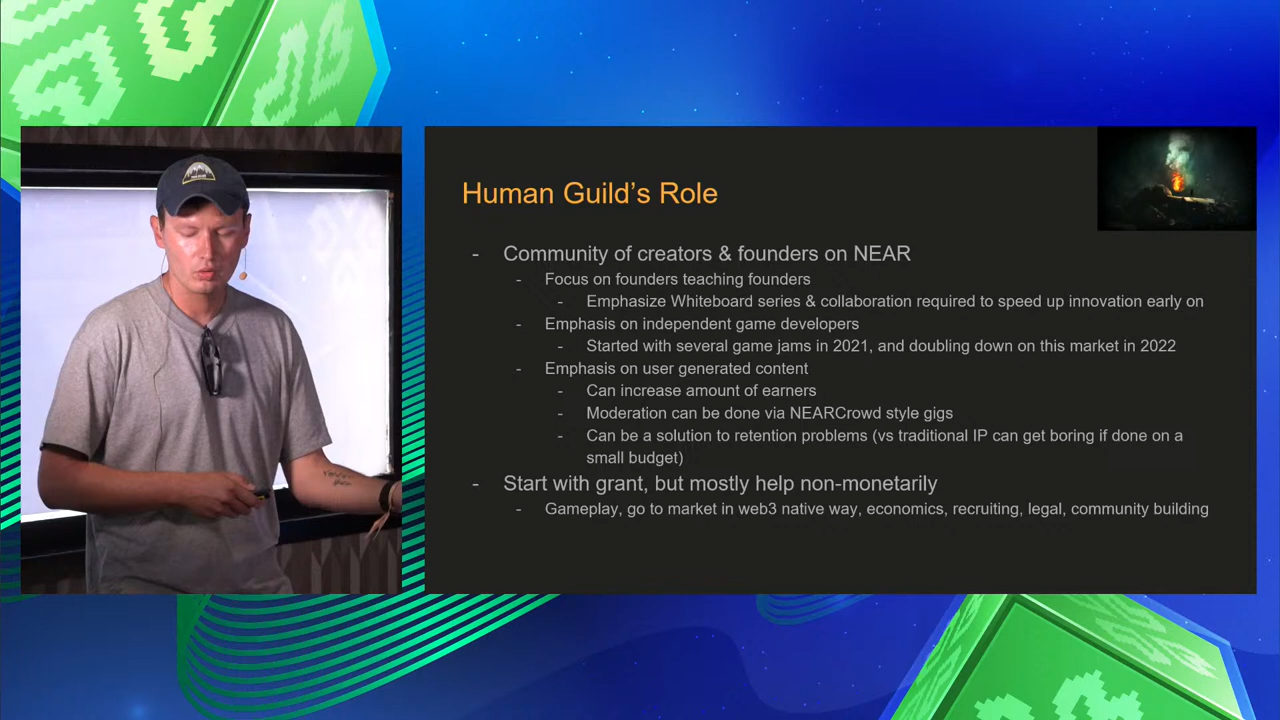 Human Guild’s Role
- Community of creators & founders on NEAR
- Focus on founders teaching founders
- Emphasize Whiteboard series & collaboration required to speed up innovation early on
- Emphasis on independent game developers
- Started with several game jams in 2021, and doubling down on this market in 2022
- Emphasis on user generated content
- Can increase amount of earners
- Moderation can be done via NEARCrowd style gigs
- Can be a solution to retention problems (vs traditional IP can get boring if done on a
small budget)
- Start with grant, but mostly help non-monetarily
- Gameplay, go to market in web3 native way, economics, recruiting, legal, community building